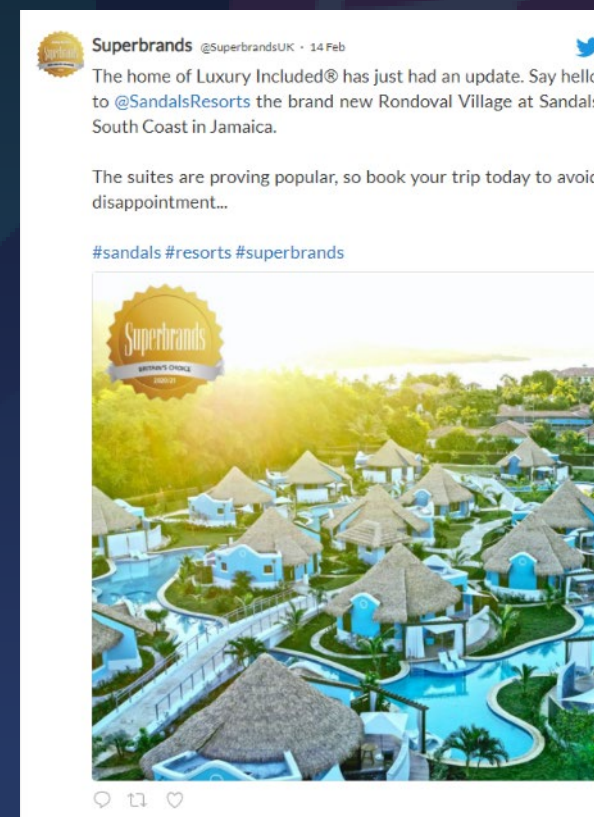 Superbrands @SuperbrandsUK · 14 Feb
The home of Luxury Included® has just had an update. Say hello
to @SandalsResorts the brand new Rondoval Village at Sandals
South Coast in Jamaica.
The suites are proving popular, so book your trip today to avoid
disappointment...
#sandals #resorts #superbrands
Superbrands
BRITAIN'S CHOICE
2020/21